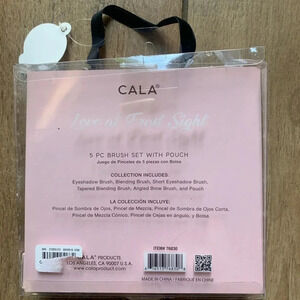 CALA®
Love at First Sight
5 PC BRUSH SET WITH POUCH
Juego de Pinceles de 5 piezas con Bolsa
COLLECTION INCLUDES:
Eyeshadow Brush, Blending Brush, Short Eyeshadow Brush,
Tapered Blending Brush, Angled Brow Brush, and Pouch
LA COLECCIÓN INCLUYE:
Pincel de Sombra de Ojos, Pincel de Mezcla, Pincel de Sombra de Ojos Corta,
Pincel de Mezcla Cónico, Pincel de Cejas en ángulo, y Bolsa
CALA® PRODUCTS
LOS ANGELES, CA 90007 U.S.A.
www.calaproduct.com
ITEM# 76830
MADE IN CHINA / FABRICADO EN CHINE